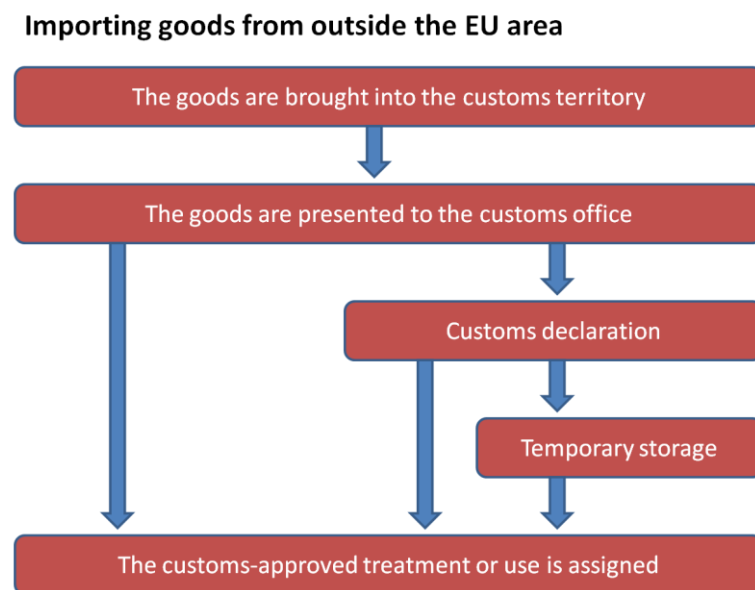 Importing goods from outside the EU area
The goods are brought into the customs territory
The goods are presented to the customs office
Customs declaration
Temporary storage
The customs-approved treatment or use is assigned